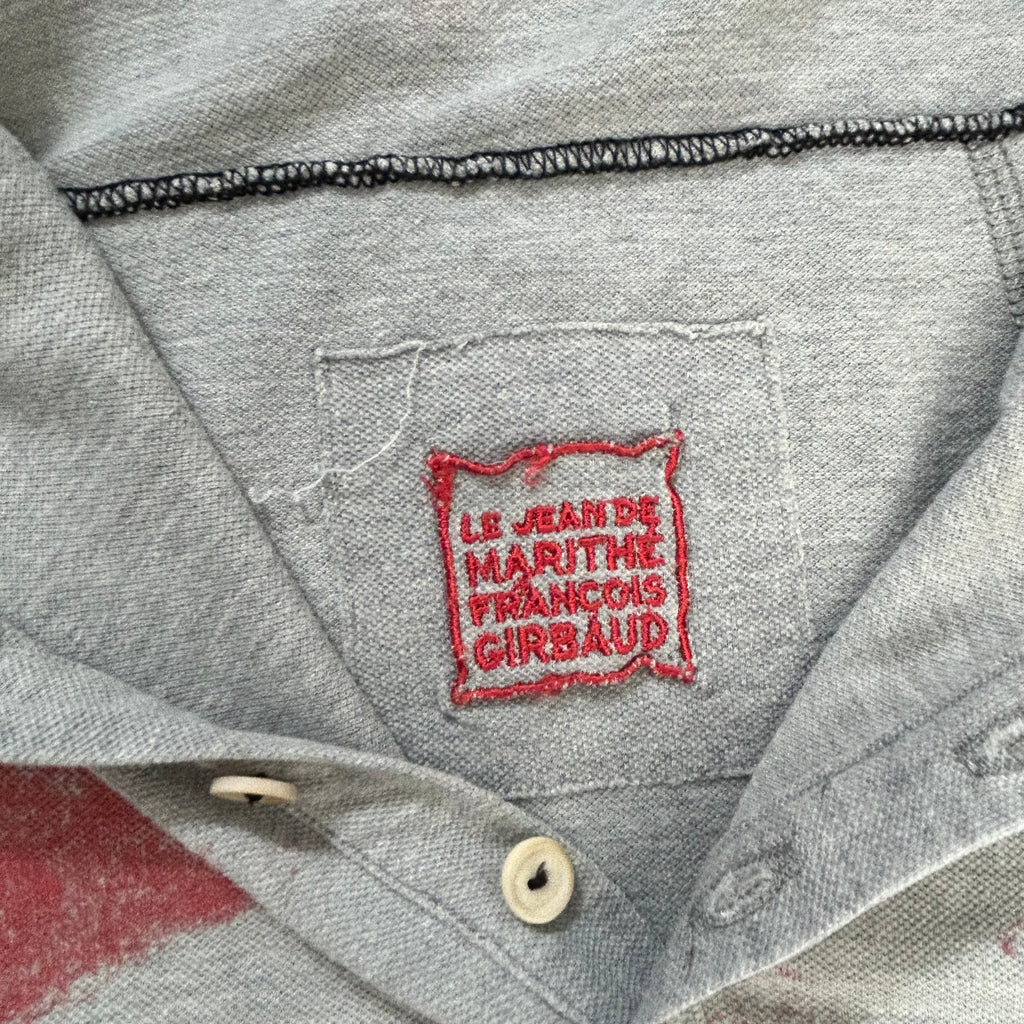 LE JEAN DE
MARITHÉ
FRANÇOIS
GIRBAUD